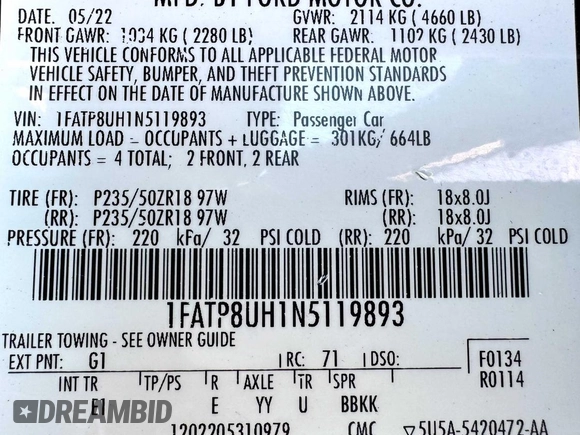 MFD. BY FORD MOTOR CO.
DATE. 05/22 GVWR: 2114 KG ( 4660 LB)
FRONT GAWR: 1034 KG ( 2280 LB) REAR GAWR: 1102 KG ( 2430 LB)
THIS VEHICLE CONFORMS TO ALL APPLICABLE FEDERAL MOTOR
VEHICLE SAFETY, BUMPER, AND THEFT PREVENTION STANDARDS
IN EFFECT ON THE DATE OF MANUFACTURE SHOWN ABOVE.
VIN: 1FATP8UH1N5119893 TYPE: Passenger Car
MAXIMUM LOAD = OCCUPANTS + LUGGAGE = 301KG/ 664LB
OCCUPANTS = 4 TOTAL; 2 FRONT, 2 REAR
TIRE (FR): P235/50ZR18 97W RIMS (FR): 18x8.0J
(RR): P235/50ZR18 97W (RR): 18x8.0J
PRESSURE (FR): 220 kPa/ 32 PSI COLD (RR): 220 kPa/ 32 PSI COLD
1FATP8UH1N5119893
TRAILER TOWING - SEE OWNER GUIDE
EXT PNT: G1 RC: 71 DSO: F0134
INT TR TP/PS R AXLE TR SPR R0114
E1 E YY U BBKK
DREAMBID
1202205310979 CMC ▽5U5A-5420472-AA